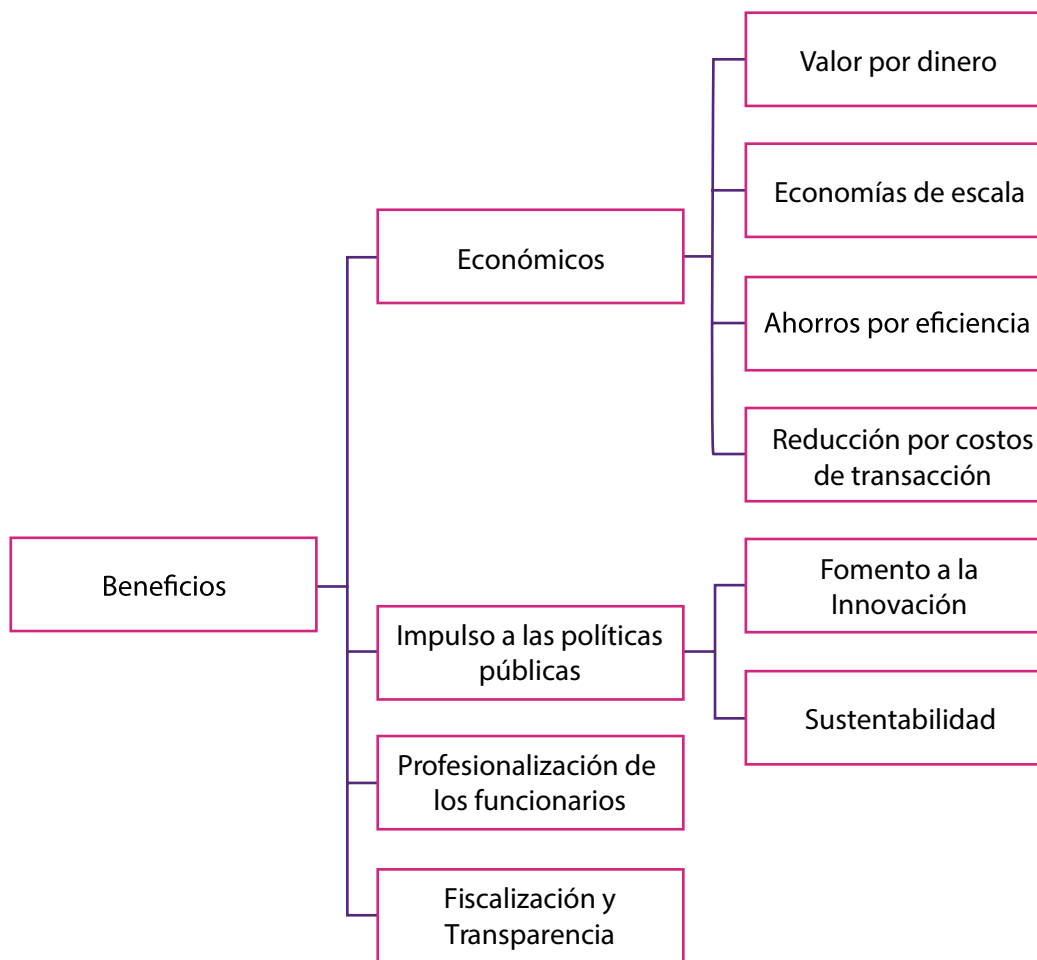 Valor por dinero
Economías de escala
Económicos
Ahorros por eficiencia
Reducción por costos
de transacción
Beneficios
Fomento a la
Innovación
Impulso a las políticas
públicas
Sustentabilidad
Profesionalización de
los funcionarios
Fiscalización y
Transparencia